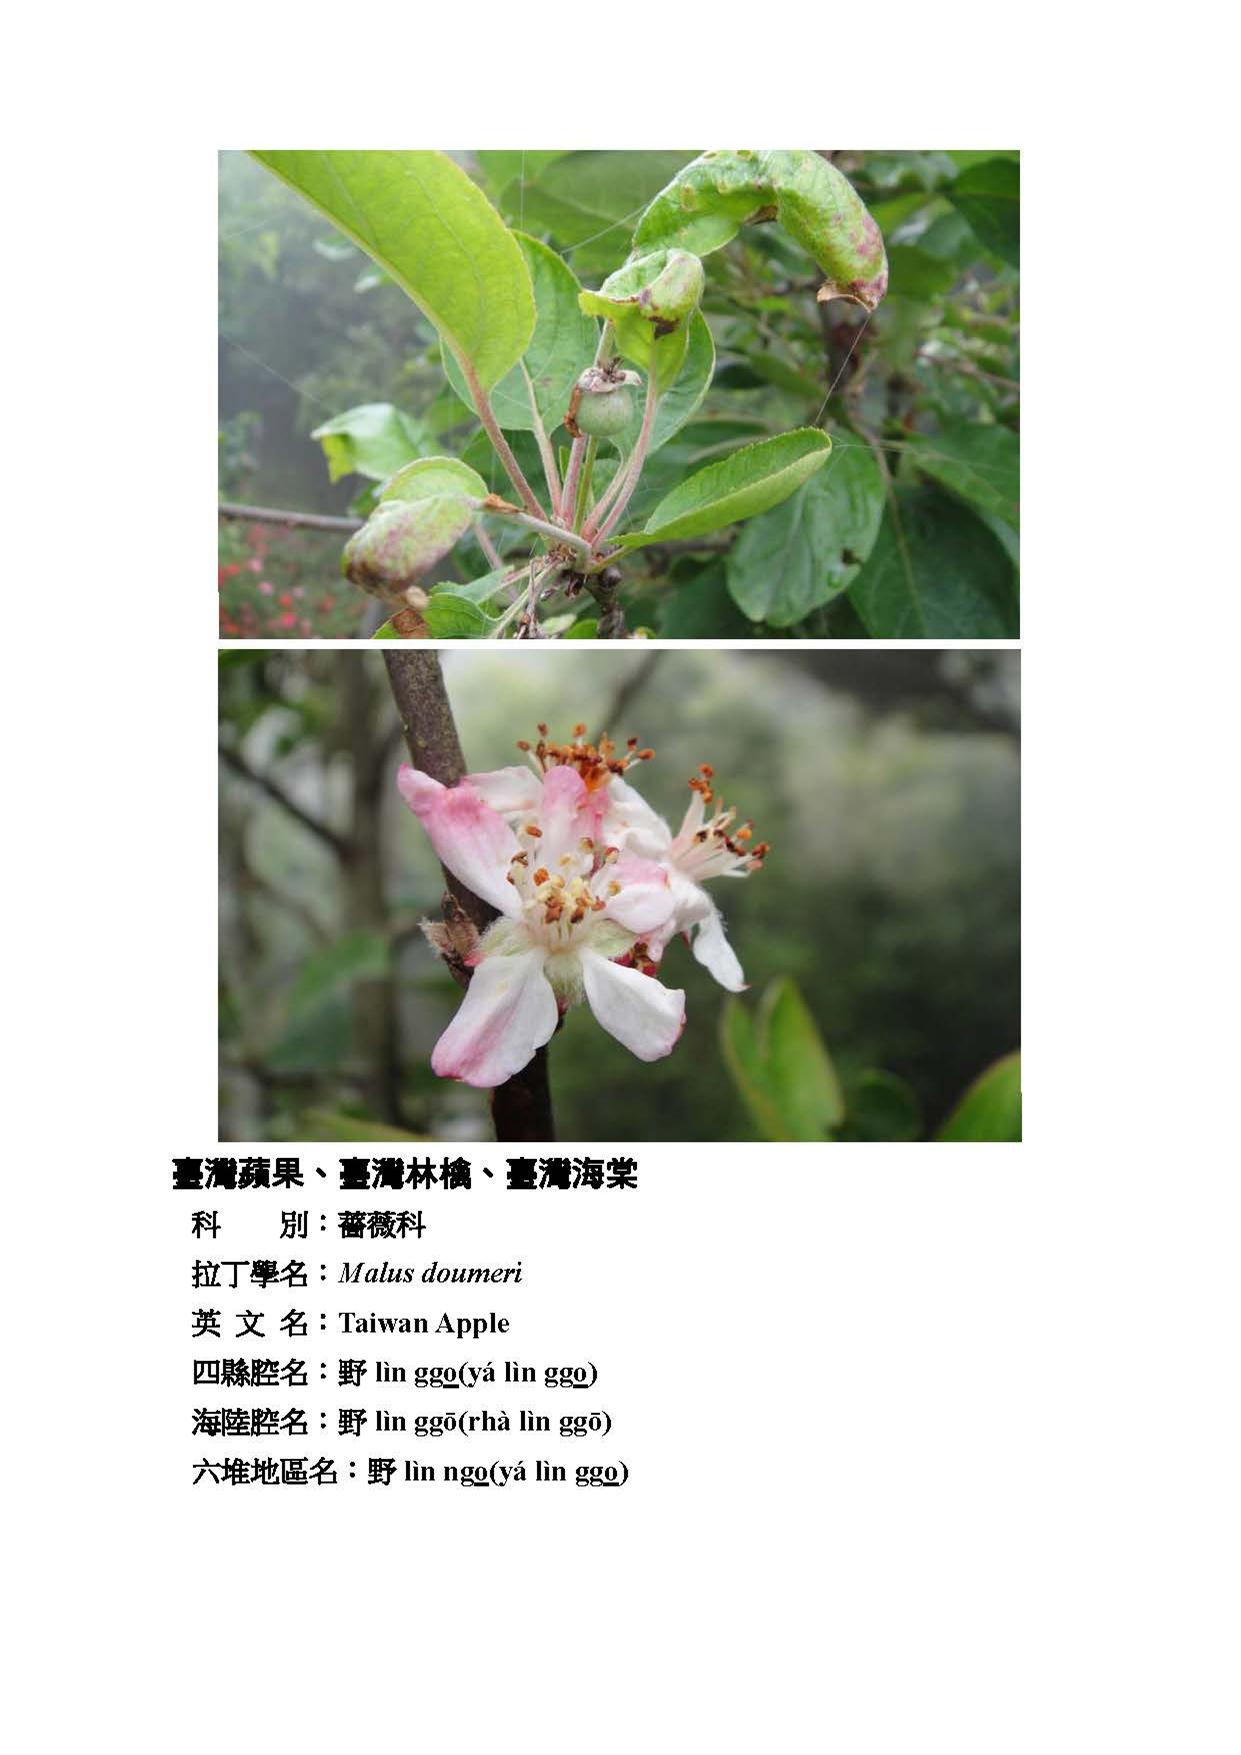 臺灣蘋果、臺灣林檎、臺灣海棠
科　　別：薔薇科
拉丁學名：Malus doumeri
英 文 名：Taiwan Apple
四縣腔名：野 lìn ggo(yá lìn ggo)
海陸腔名：野 lìn ggō(rhà lìn ggō)
六堆地區名：野 lìn ngo(yá lìn ggo)